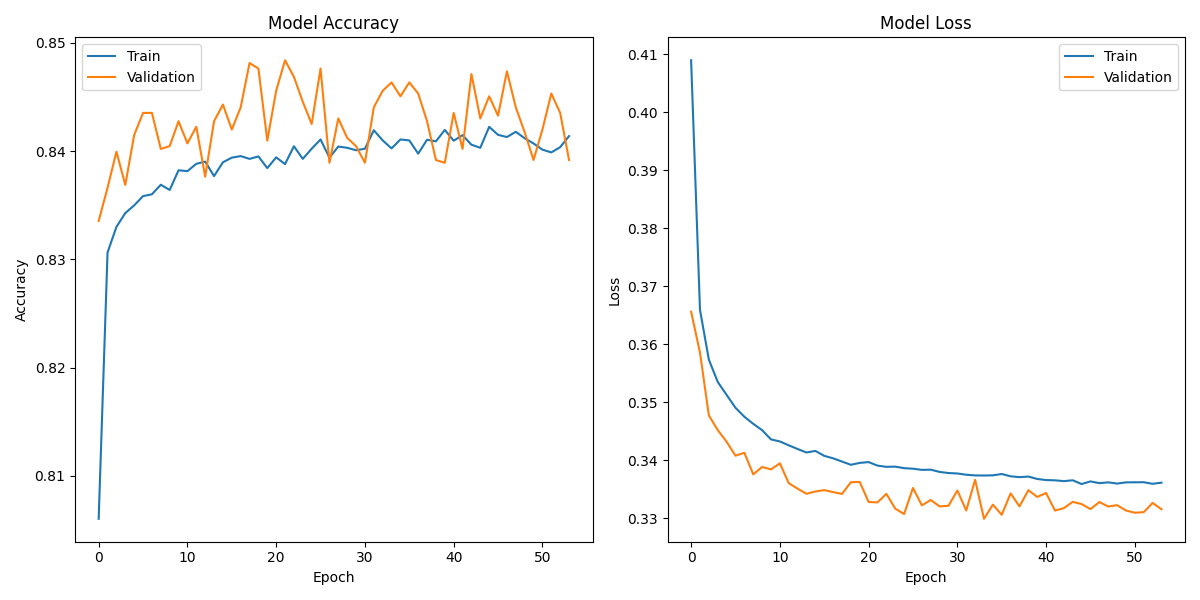 Model Accuracy
Train
Validation
0.85
0.84
0.83
0.82
0.81
Accuracy
0
10
20
30
40
50
Epoch
Model Loss
Train
Validation
0.41
0.40
0.39
0.38
0.37
0.36
0.35
0.34
0.33
Loss
0
10
20
30
40
50
Epoch